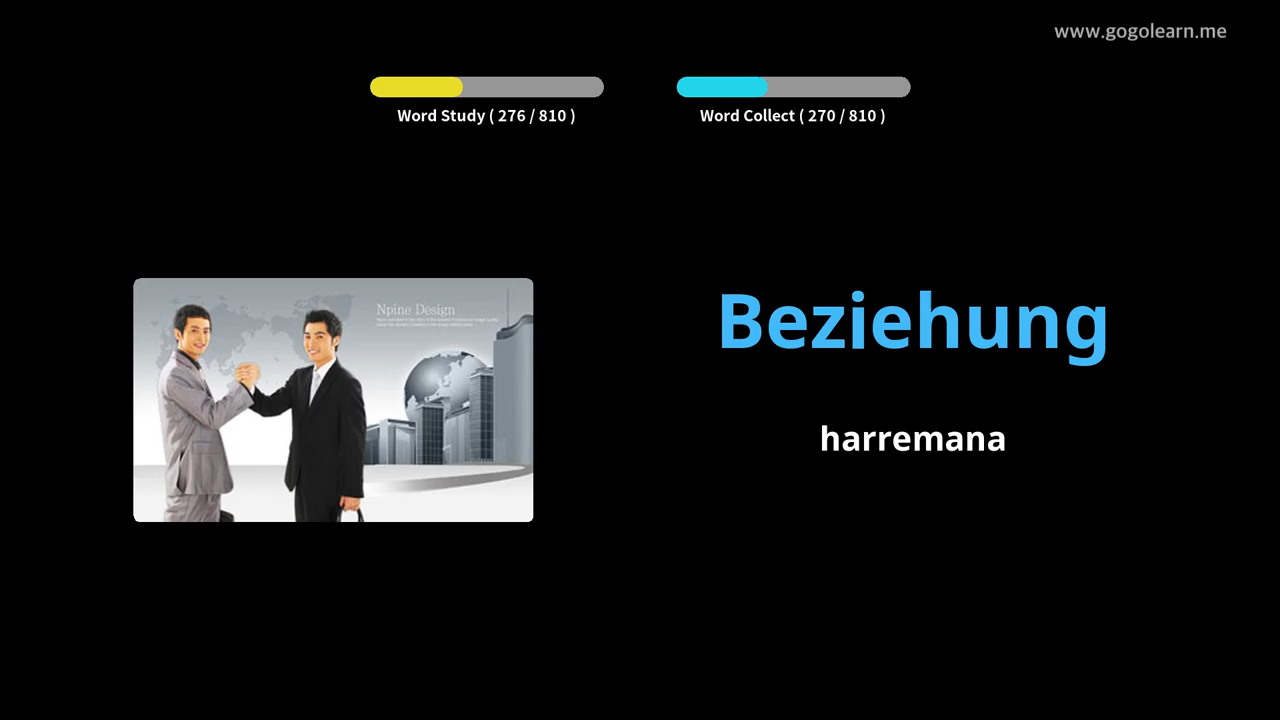 www.gogolearn.me
Word Study ( 276 / 810 )
Word Collect ( 270 / 810 )
Npine Design
Beziehung
harremana